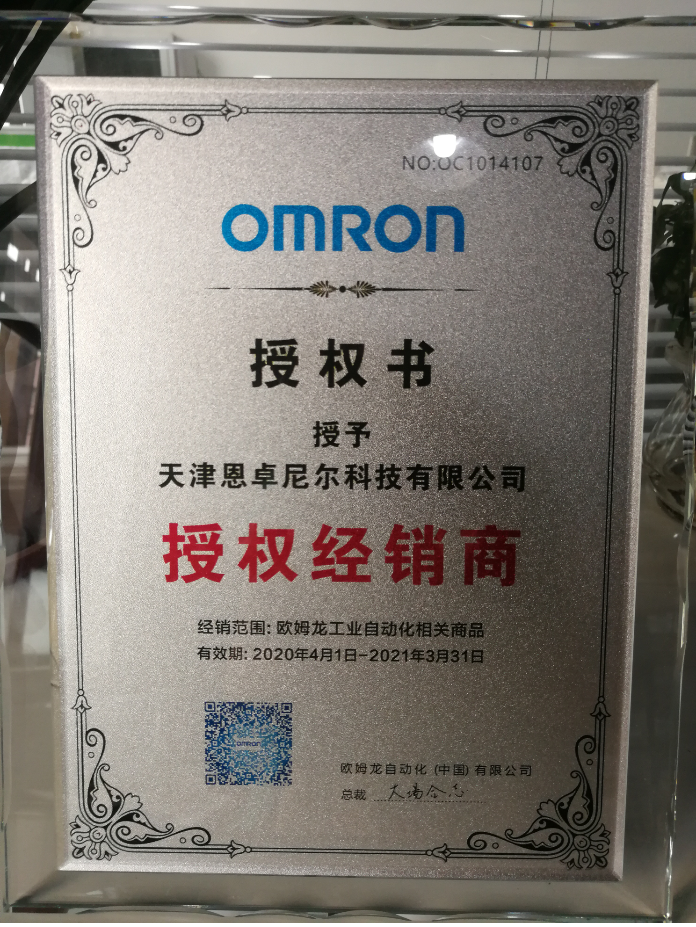 NO:OC1014107
OMRON
授权书
授予
天津恩卓尼尔科技有限公司
授权经销商
经销范围: 欧姆龙工业自动化相关商品
有效期: 2020年4月1日-2021年3月31日
OMRON
欧姆龙自动化 (中国) 有限公司
总裁